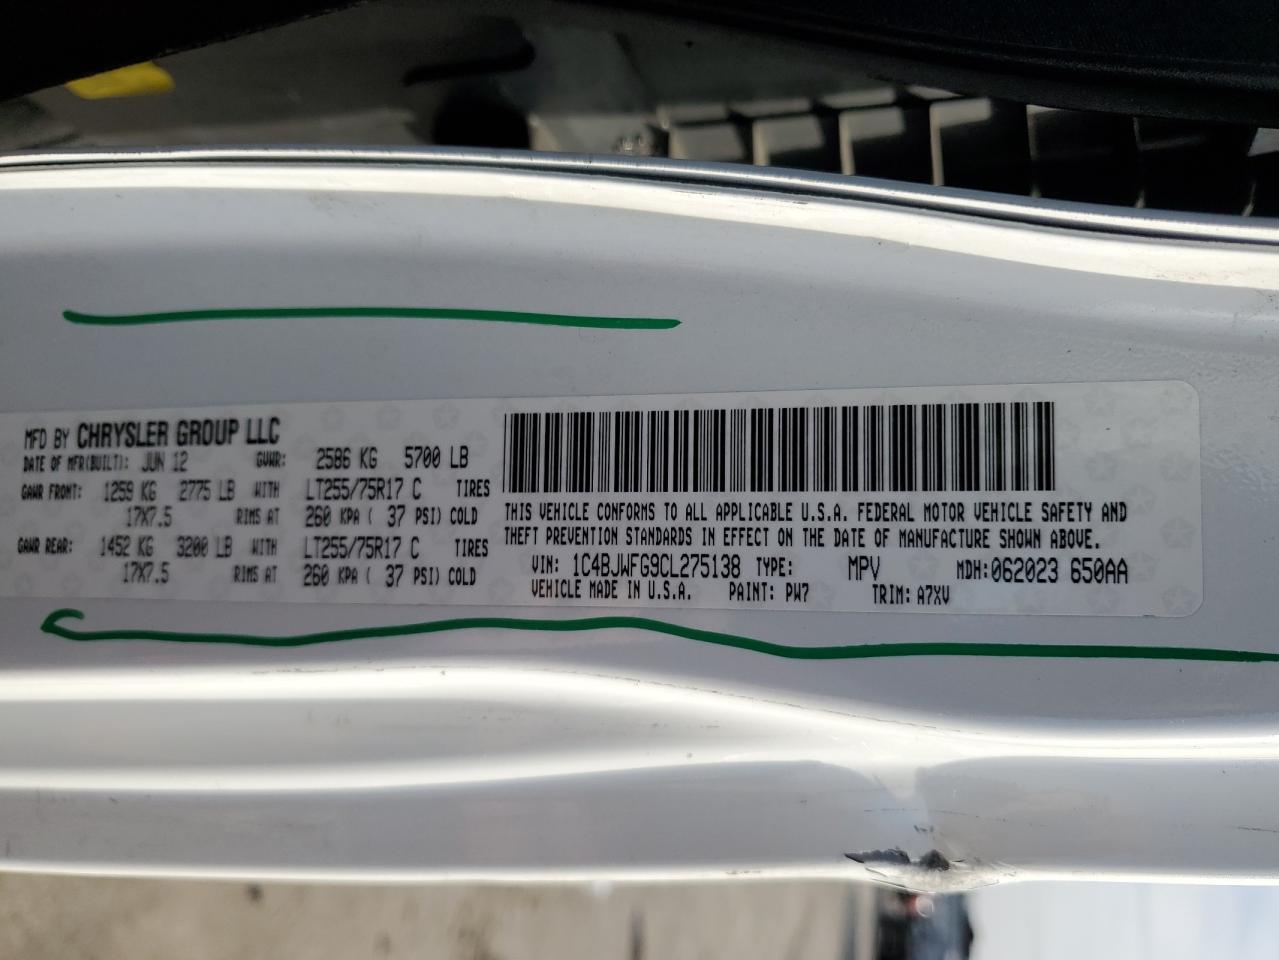 MFD BY CHRYSLER GROUP LLC
DATE OF MFR(BUILT): JUN 12 GVWR: 2586 KG 5700 LB
GAWR FRONT: 1259 KG 2775 LB WITH LT255/75R17 C TIRES
17X7.5 RIMS AT 260 KPA ( 37 PSI) COLD
GAWR REAR: 1452 KG 3200 LB WITH LT255/75R17 C TIRES
17X7.5 RIMS AT 260 KPA ( 37 PSI) COLD
THIS VEHICLE CONFORMS TO ALL APPLICABLE U.S.A. FEDERAL MOTOR VEHICLE SAFETY AND
THEFT PREVENTION STANDARDS IN EFFECT ON THE DATE OF MANUFACTURE SHOWN ABOVE.
VIN: 1C4BJWFG9CL275138 TYPE: MPV MDH:062023 650AA
VEHICLE MADE IN U.S.A. PAINT: PW7 TRIM: A7XV